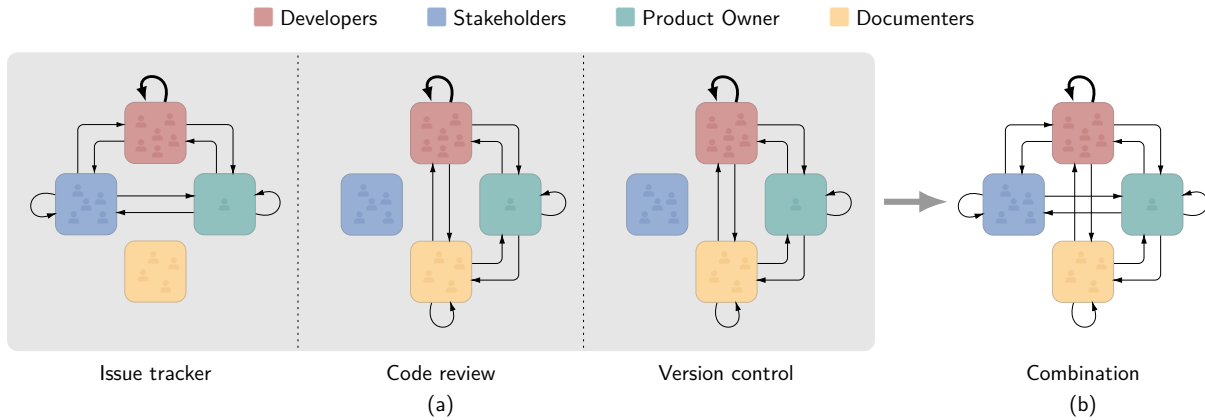 Developers Stakeholders Product Owner Documenters
Issue tracker Code review Version control Combination
(a) (b)